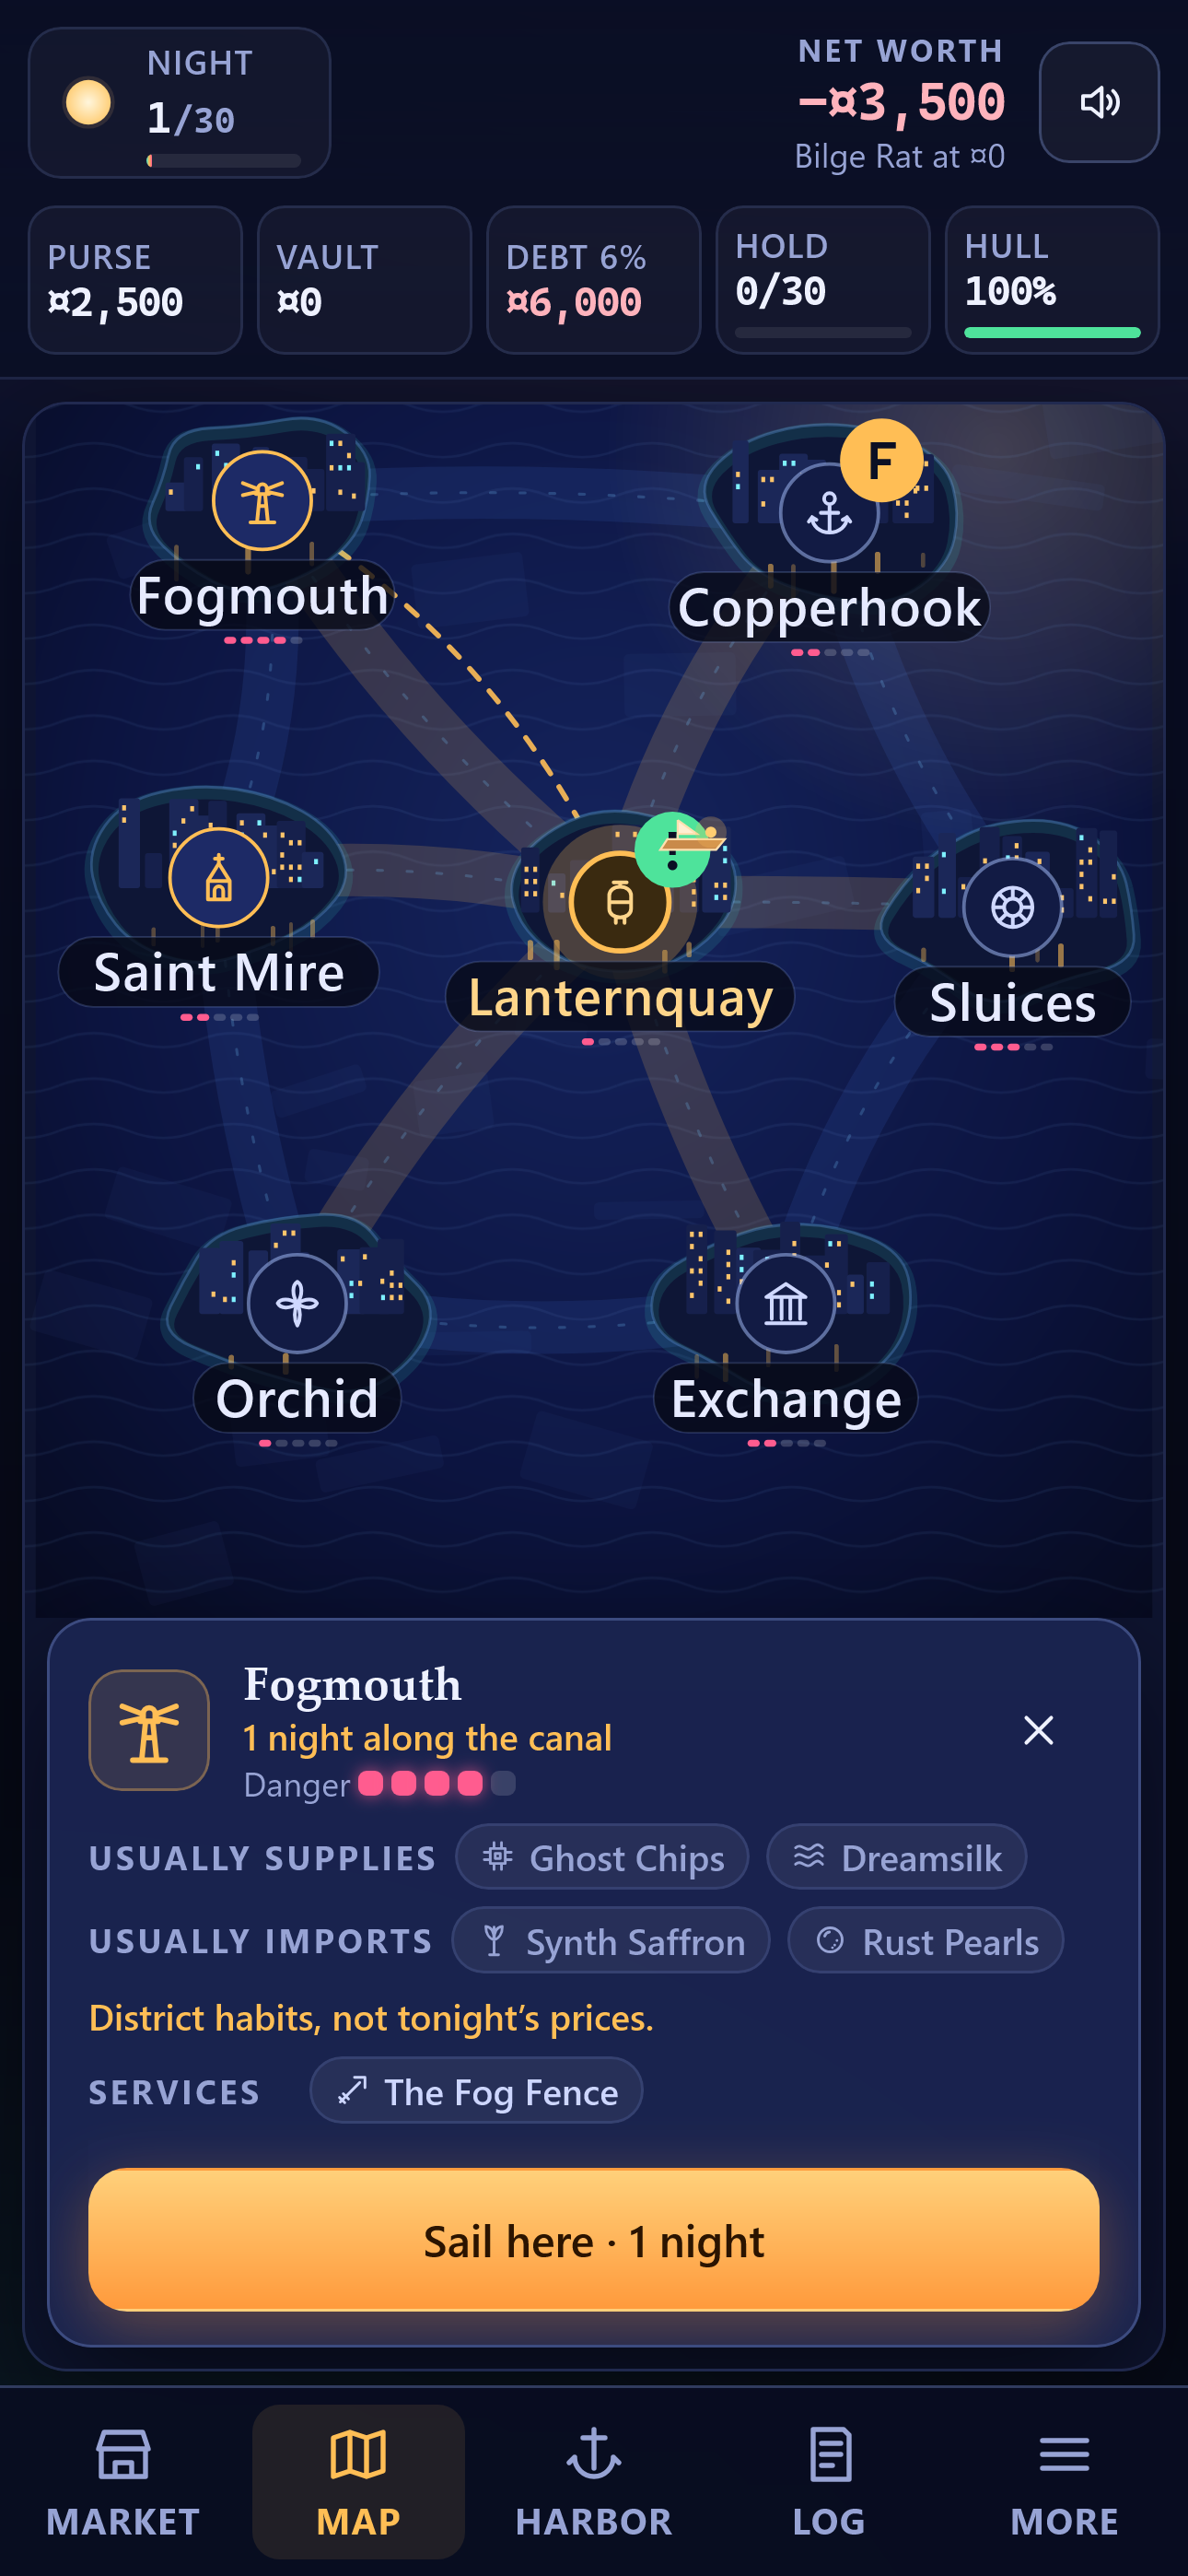 NIGHT
1/30
NET WORTH
−¤3,500
Bilge Rat at ¤0
PURSE
¤2,500
VAULT
¤0
DEBT 6%
¤6,000
HOLD
0/30
HULL
100%
F
Fogmouth
Copperhook
Saint Mire
Lanternquay
Sluices
Orchid
Exchange
Fogmouth
1 night along the canal
Danger
USUALLY SUPPLIES Ghost Chips Dreamsilk
USUALLY IMPORTS Synth Saffron Rust Pearls
District habits, not tonight’s prices.
SERVICES The Fog Fence
Sail here · 1 night
MARKET MAP HARBOR LOG MORE